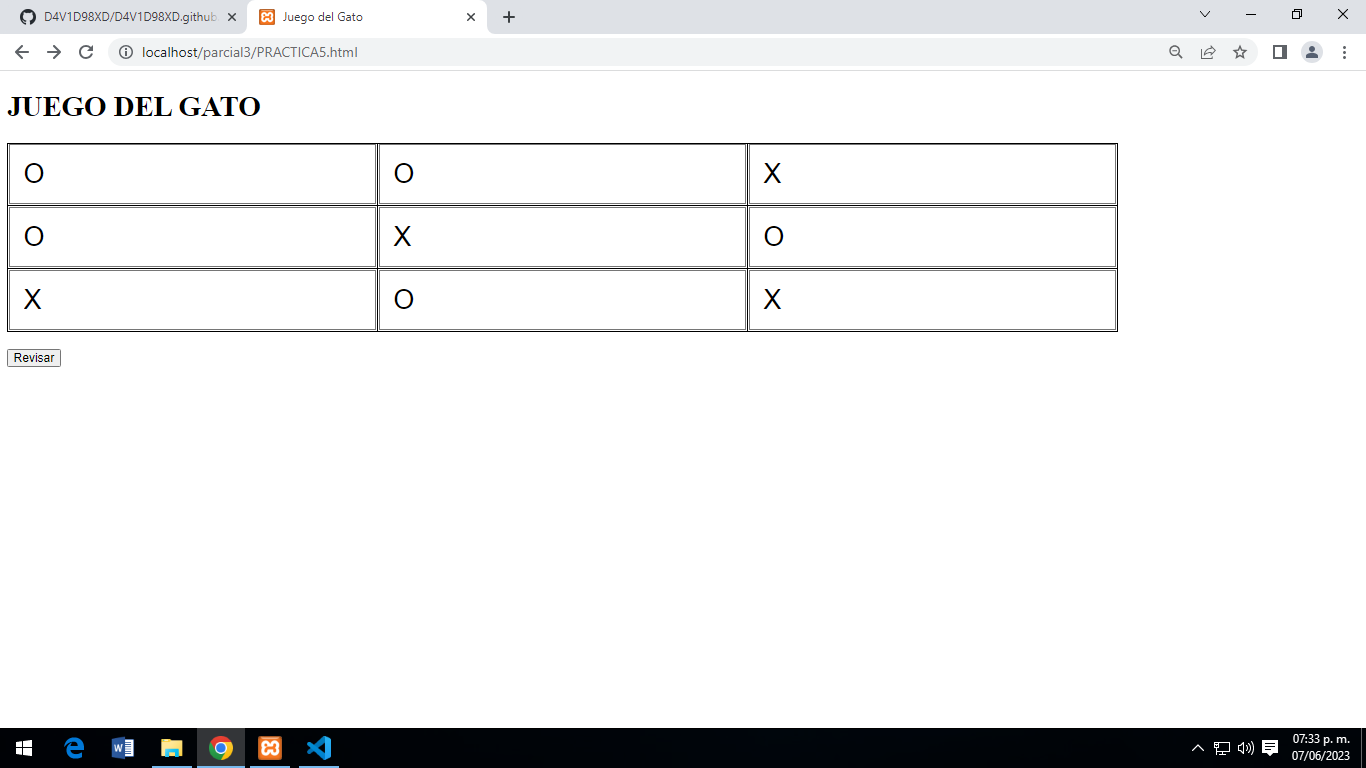 D4V1D98XD/D4V1D98XD.github
Juego del Gato
localhost/parcial3/PRACTICA5.html
JUEGO DEL GATO
O O X
O X O
X O X
Revisar
07:33 p. m.
07/06/2023